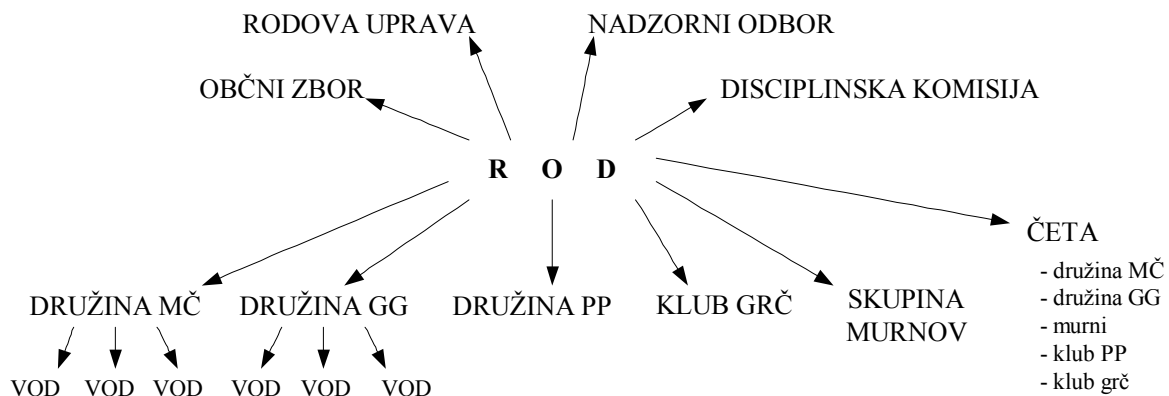 RODOVA UPRAVA
NADZORNI ODBOR
OBČNI ZBOR
DISCIPLINSKA KOMISIJA
R O D
ČETA
- družina MČ
- družina GG
- murni
- klub PP
- klub grč
DRUŽINA MČ
DRUŽINA GG
DRUŽINA PP
KLUB GRČ
SKUPINA
MURNOV
VOD VOD VOD
VOD VOD VOD